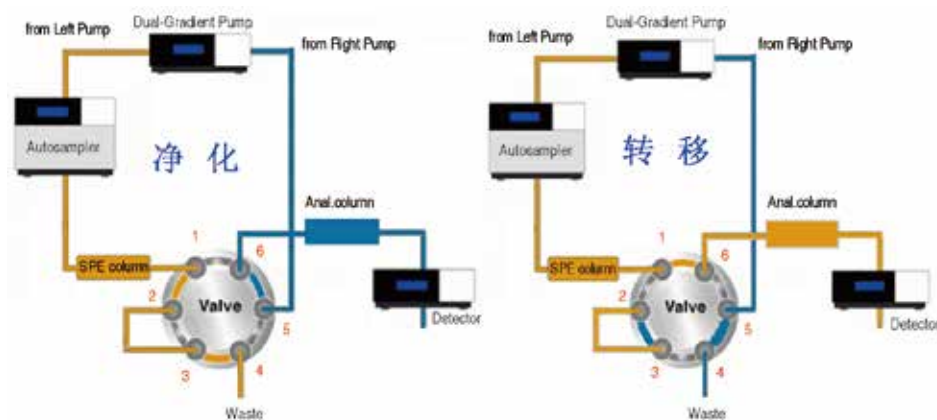 Dual-Gradient Pump
from Left Pump
from Right Pump
Autosampler
净 化
Anal.column
1
6
SPE column
2
Valve
5
Detector
3
4
Waste
Dual-Gradient Pump
from Left Pump
from Right Pump
Autosampler
转 移
Anal.column
1
6
SPE column
2
Valve
5
Detector
3
4
Waste